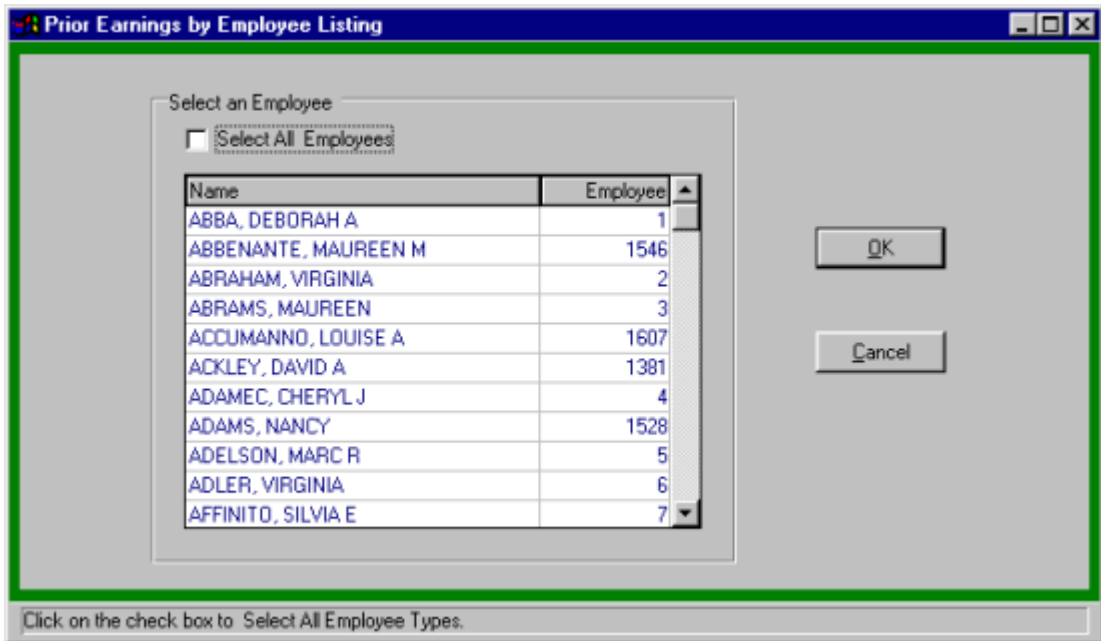 Prior Earnings by Employee Listing
Select an Employee
Select All Employees
Name Employee
ABBA, DEBORAH A 1
ABBENANTE, MAUREEN M 1546
ABRAHAM, VIRGINIA 2
ABRAMS, MAUREEN 3
ACCUMANNO, LOUISE A 1607
ACKLEY, DAVID A 1381
ADAMEC, CHERYL J 4
ADAMS, NANCY 1528
ADELSON, MARC R 5
ADLER, VIRGINIA 6
AFFINITO, SILVIA E 7
OK
Cancel
Click on the check box to Select All Employee Types.